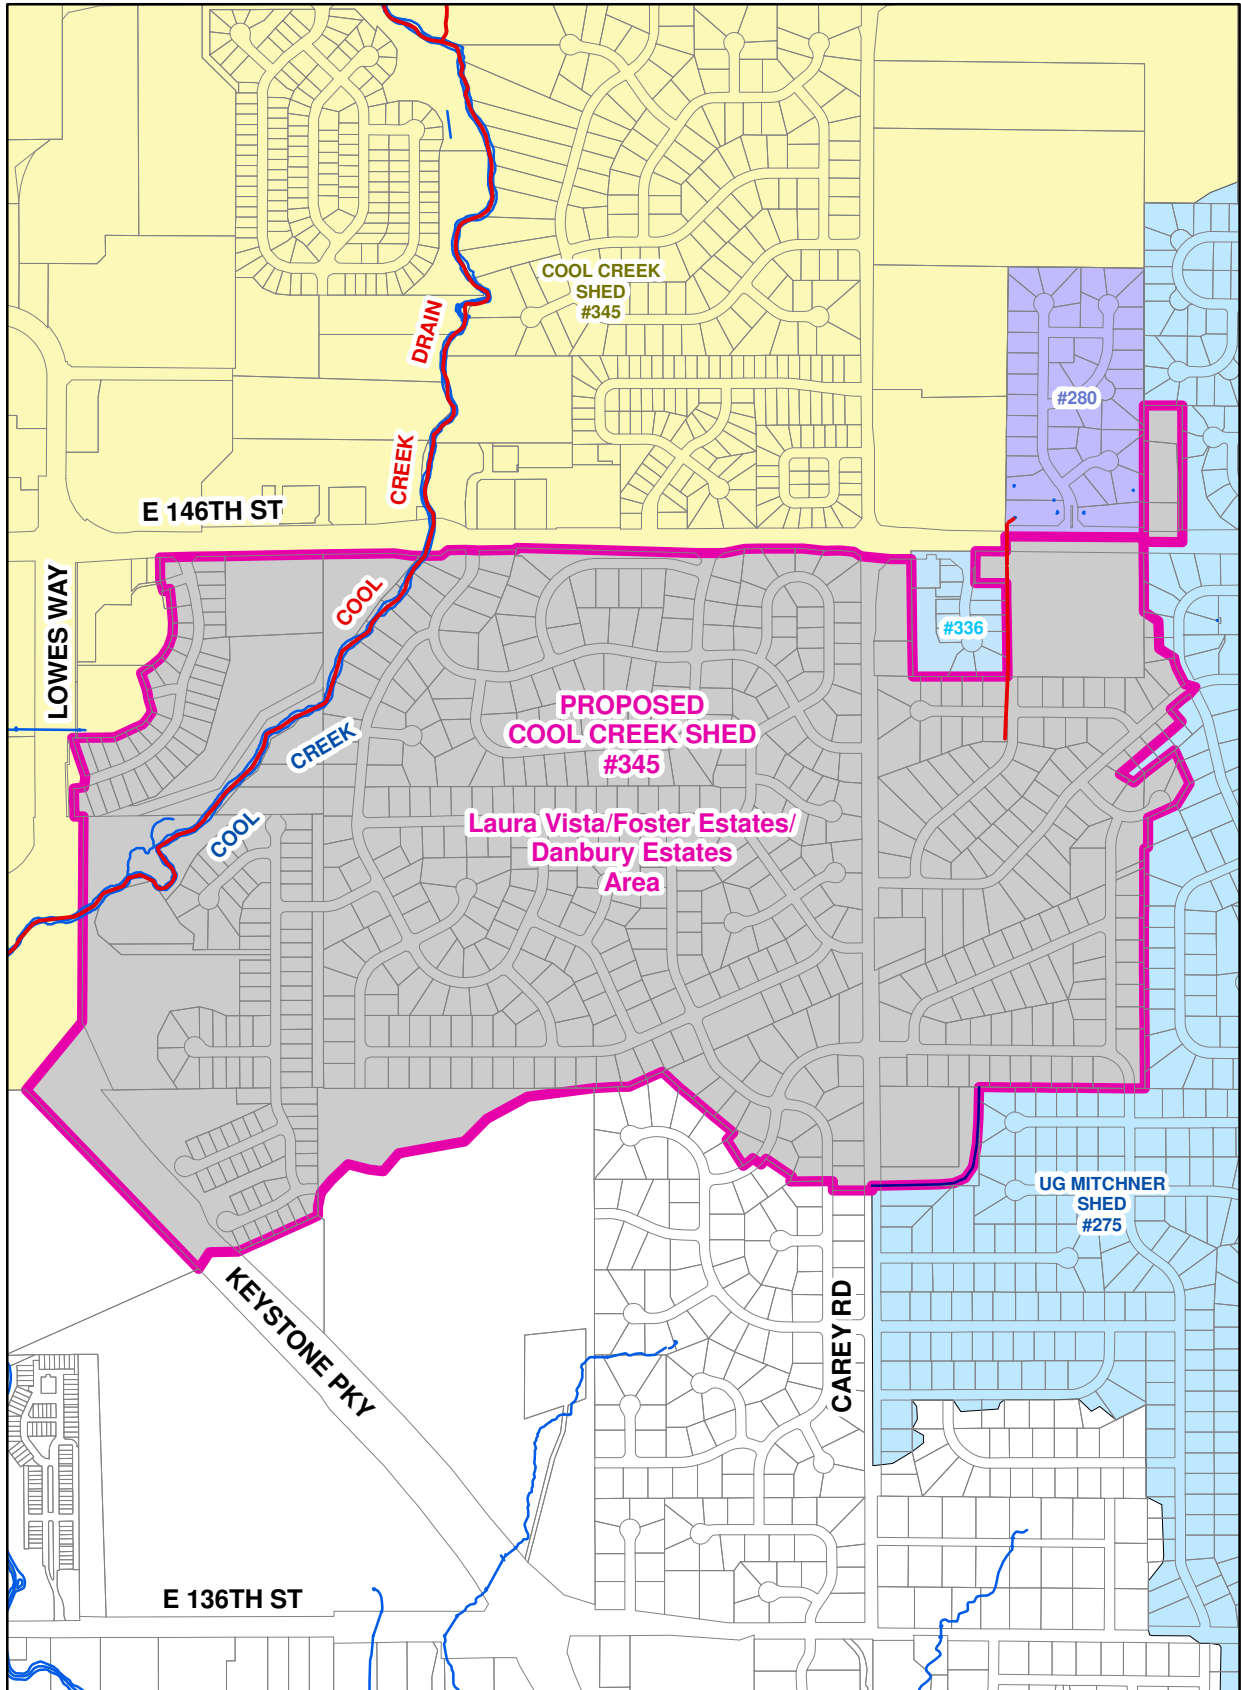 COOL CREEK
SHED
#345
DRAIN
#280
CREEK
E 146TH ST
LOWES WAY
COOL
#336
PROPOSED
COOL CREEK SHED
#345
CREEK
Laura Vista/Foster Estates/
Danbury Estates
Area
COOL
UG MITCHNER
SHED
#275
KEYSTONE PKY
CAREY RD
E 136TH ST